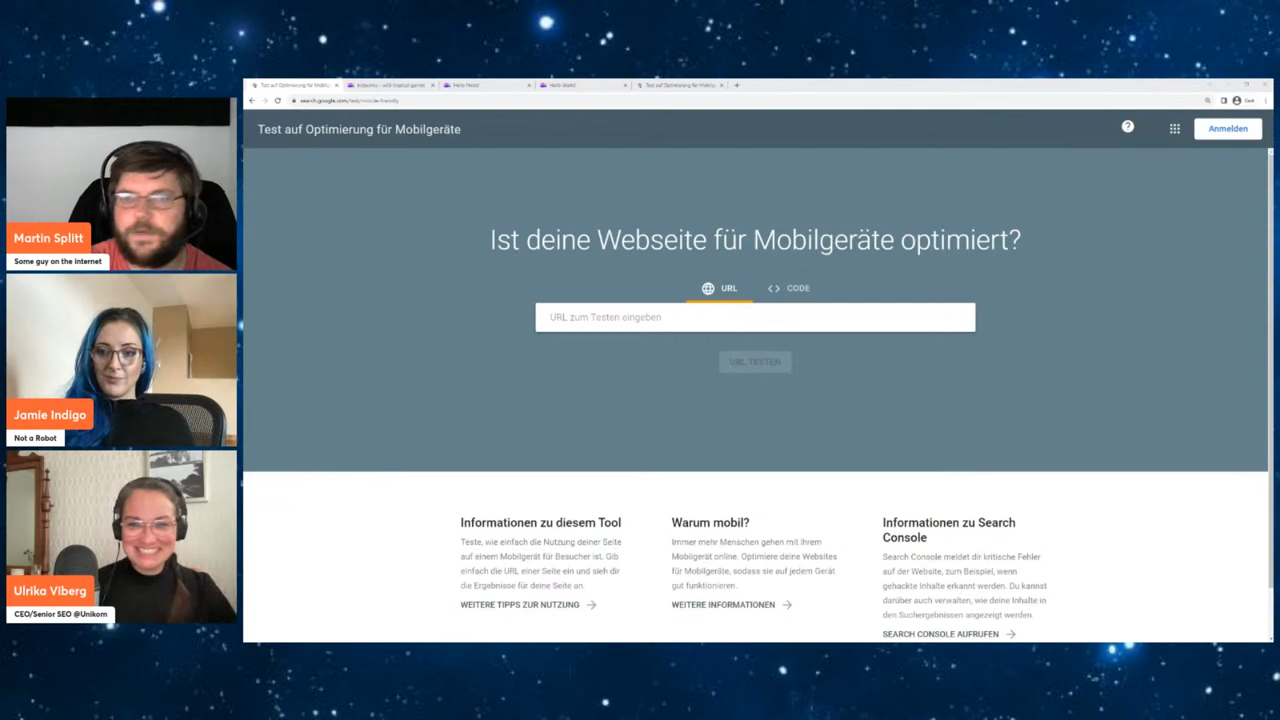 Martin Splitt
Some guy on the internet
Jamie Indigo
Not a Robot
Ulrika Viberg
CEO/Senior SEO @Unikorn
search.google.com/test/mobile-friendly
Test auf Optimierung für Mobilgeräte
Anmelden
Ist deine Webseite für Mobilgeräte optimiert?
URL
CODE
URL zum Testen eingeben
URL TESTEN
Informationen zu diesem Tool
Teste, wie einfach die Nutzung deiner Seite
auf einem Mobilgerät für Besucher ist. Gib
einfach die URL einer Seite ein und sieh dir
die Ergebnisse für deine Seite an.
WEITERE TIPPS ZUR NUTZUNG
Warum mobil?
Immer mehr Menschen gehen mit ihrem
Mobilgerät online. Optimiere deine Websites
für Mobilgeräte, sodass sie auf jedem Gerät
gut funktionieren.
WEITERE INFORMATIONEN
Informationen zu Search
Console
Search Console meldet dir kritische Fehler
auf der Website, zum Beispiel, wenn
gehackte Inhalte erkannt werden. Du kannst
darüber auch verwalten, wie deine Inhalte in
den Suchergebnissen angezeigt werden.
SEARCH CONSOLE AUFRUFEN